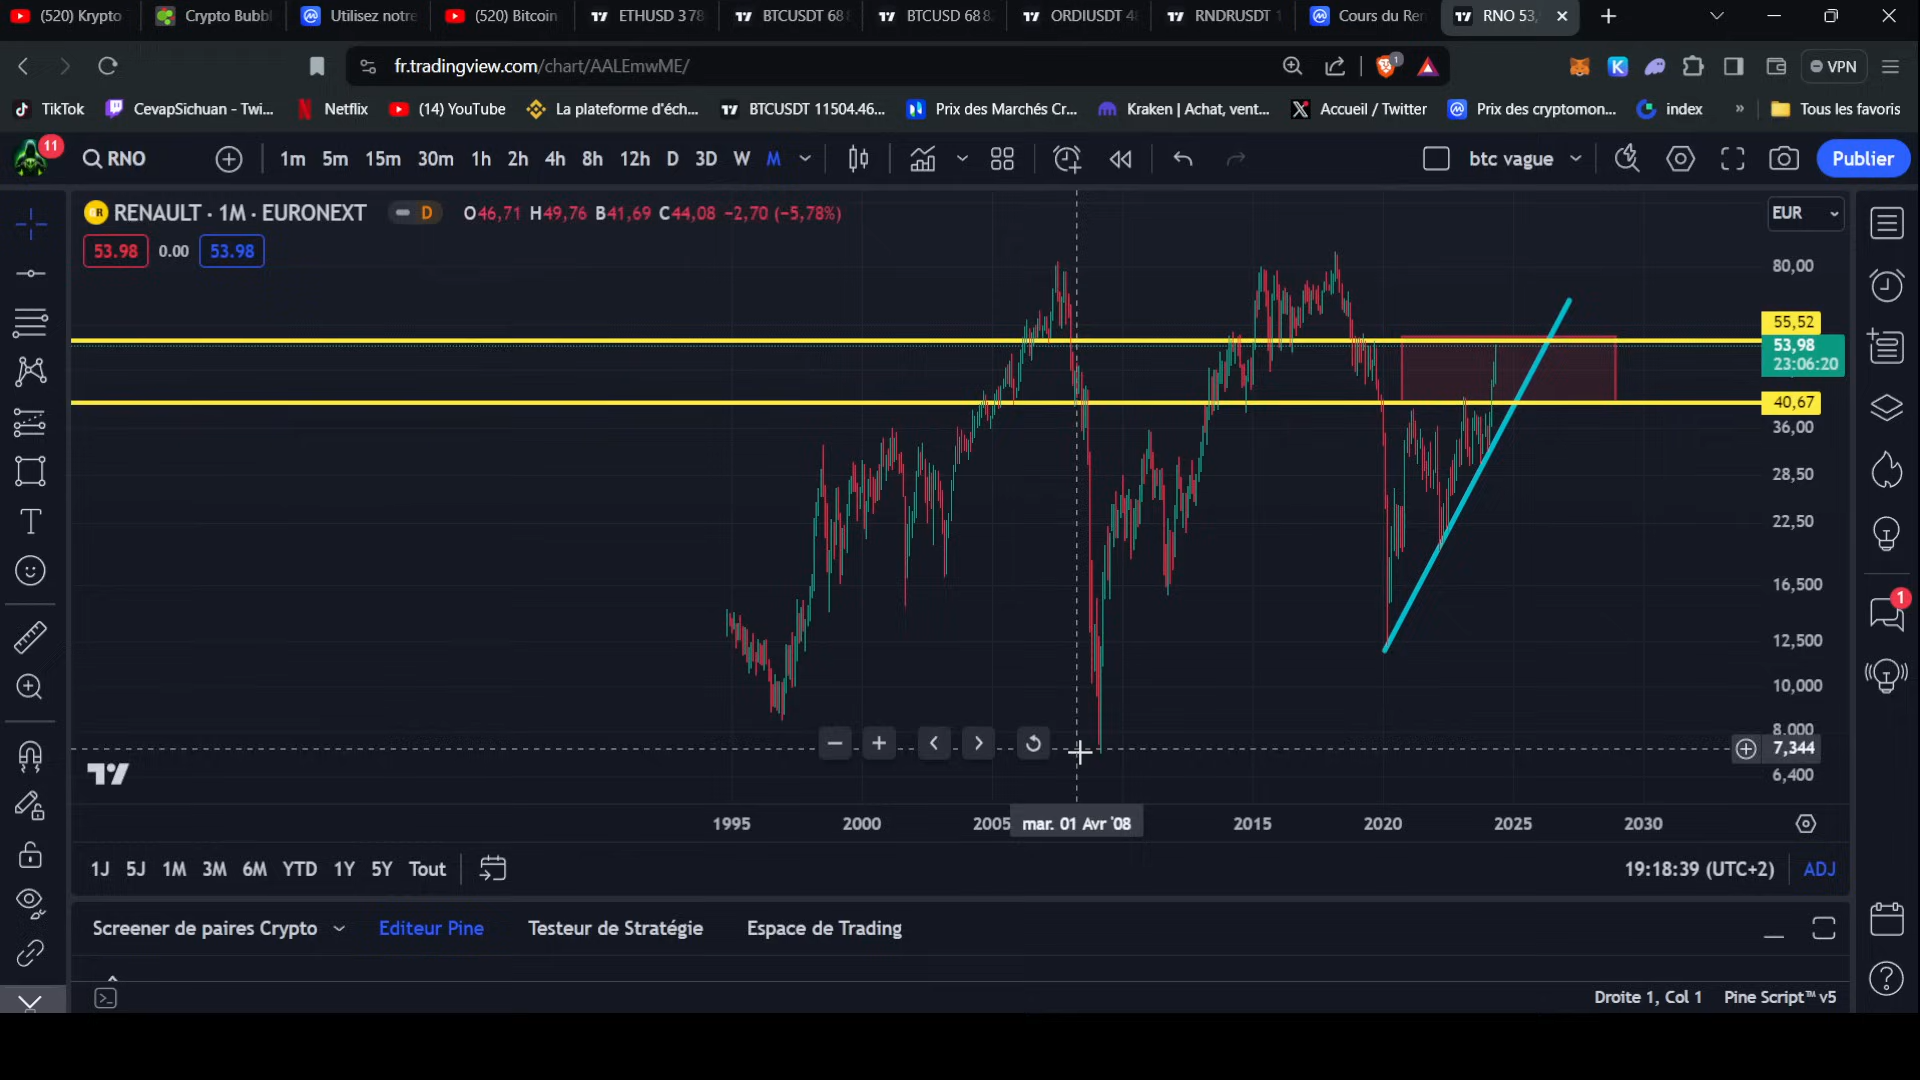 (520) Krypto
Crypto Bubbl
Utilisez notre
(520) Bitcoin
ETHUSD 3 78
BTCUSDT 68
BTCUSD 68 8
ORDIUSDT 4
RNDRUSDT 1
Cours du Ren
RNO 53,
fr.tradingview.com/chart/AALEmwME/
1
VPN
TikTok
CevapSichuan - Twi...
Netflix
(14) YouTube
La plateforme d'éch...
BTCUSDT 11504.46...
Prix des Marchés Cr...
Kraken | Achat, vent...
Accueil / Twitter
Prix des cryptomon...
index
»
Tous les favoris
11
RNO
1m 5m 15m 30m 1h 2h 4h 8h 12h D 3D W M
btc vague
Publier
RENAULT · 1M · EURONEXT
D
O46,71 H49,76 B41,69 C44,08 −2,70 (−5,78%)
EUR
53.98 0.00 53.98
80,00
55,52
53,98
23:06:20
40,67
36,00
28,50
22,50
16,500
12,500
10,000
8,000
7,344
6,400
1995 2000 2005 mar. 01 Avr '08 2015 2020 2025 2030
1J 5J 1M 3M 6M YTD 1Y 5Y Tout
19:18:39 (UTC+2) ADJ
1
Screener de paires Crypto
Editeur Pine
Testeur de Stratégie
Espace de Trading
Droite 1, Col 1 Pine Script™ v5